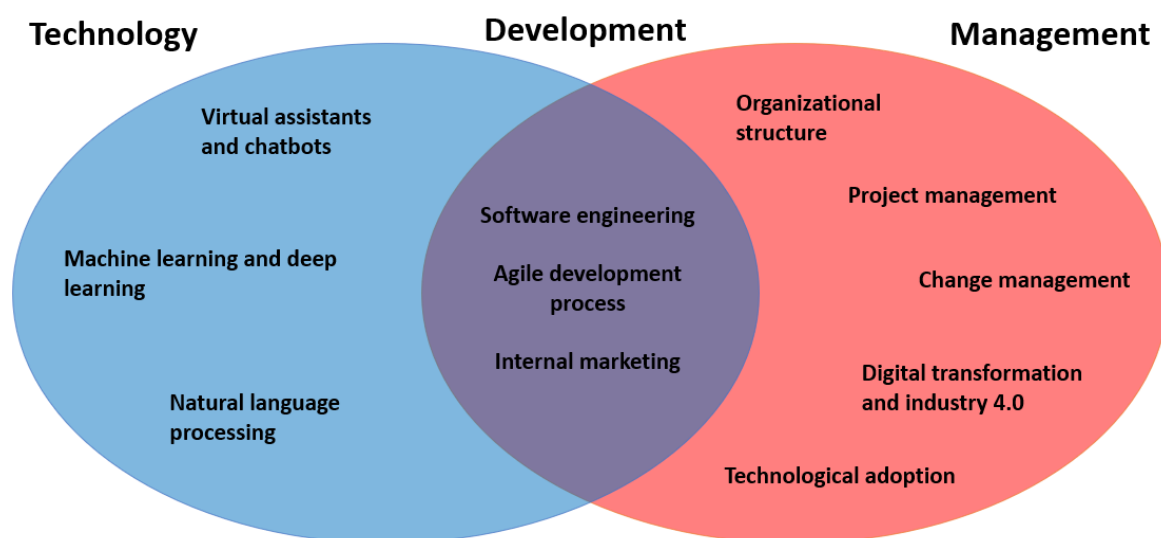 Technology
Development
Management
Virtual assistants
and chatbots
Machine learning and deep
learning
Natural language
processing
Software engineering
Agile development
process
Internal marketing
Organizational
structure
Project management
Change management
Digital transformation
and industry 4.0
Technological adoption